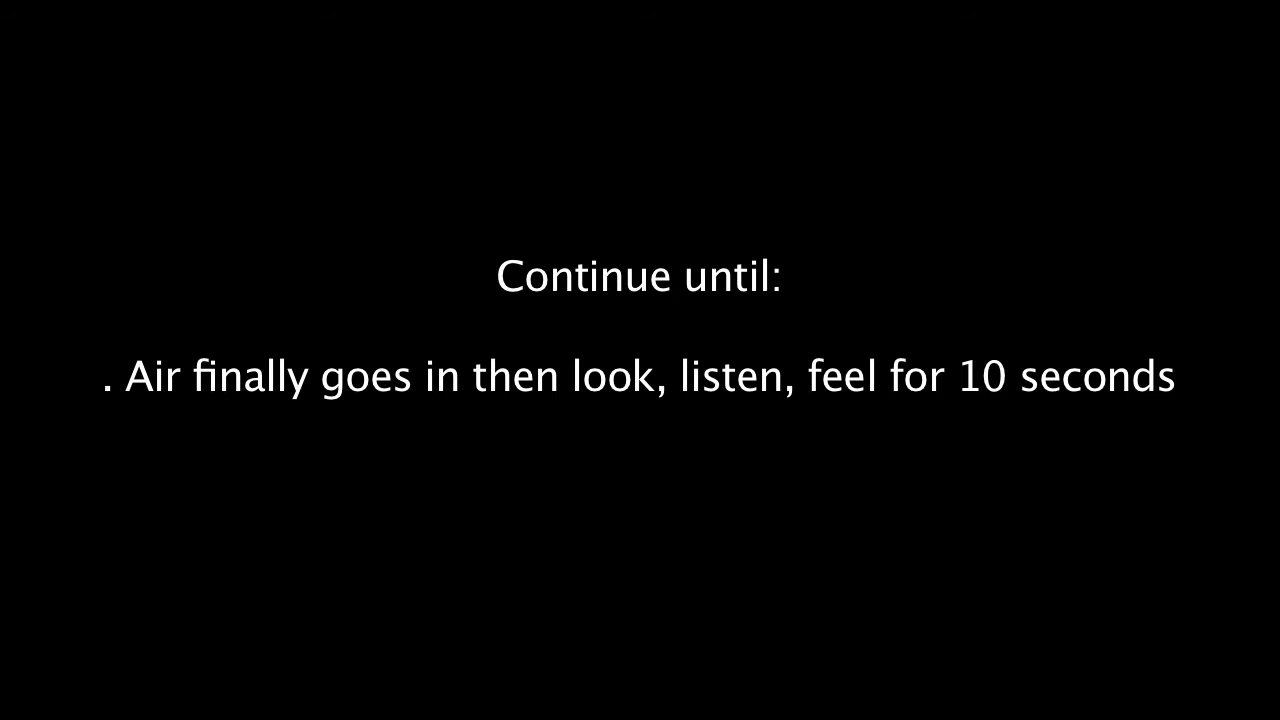 Continue until:
. Air finally goes in then look, listen, feel for 10 seconds